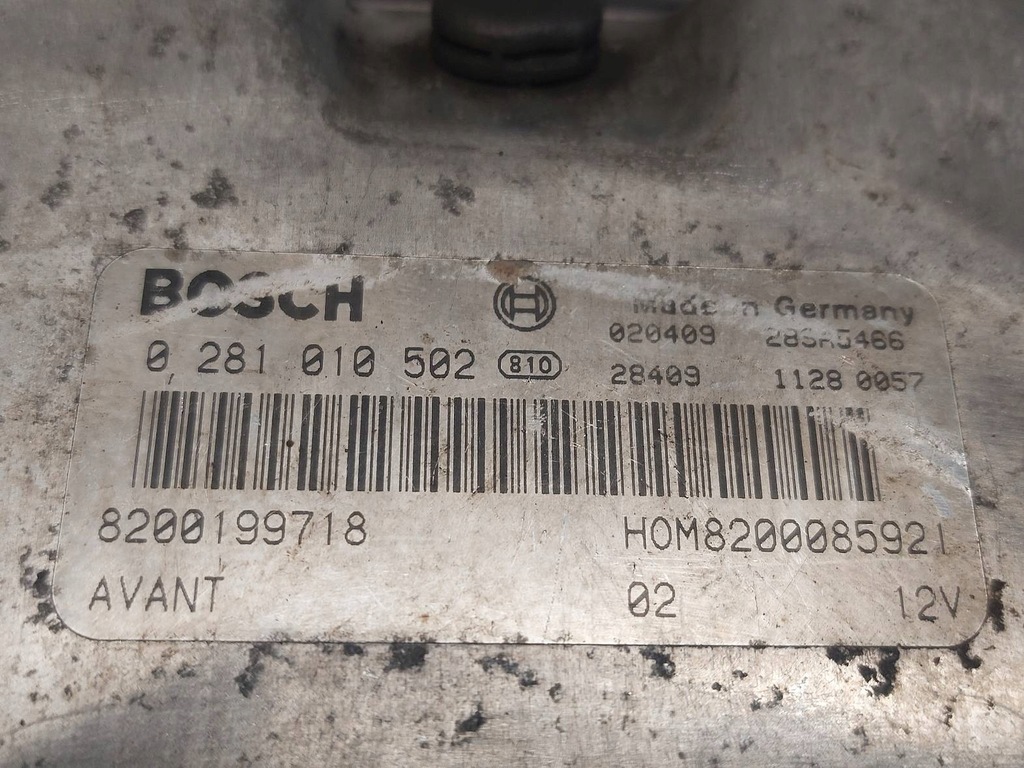 BOSCH
Made in Germany
020409 28SA5466
0 281 010 502 810
28409 1128 0057
8200199718 HOM8200085921
AVANT 02 12V